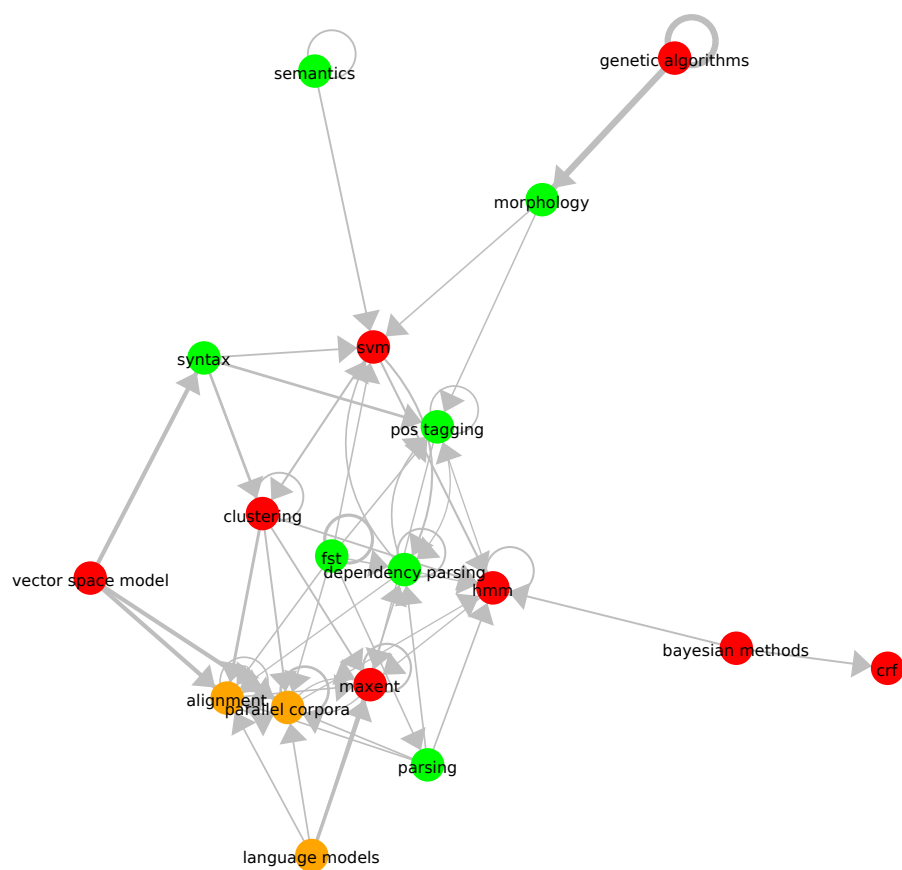 genetic algorithms
semantics
morphology
svm
syntax
pos tagging
clustering
fst
dependency parsing
vector space model
hmm
bayesian methods
crf
maxent
alignment
parallel corpora
parsing
language models